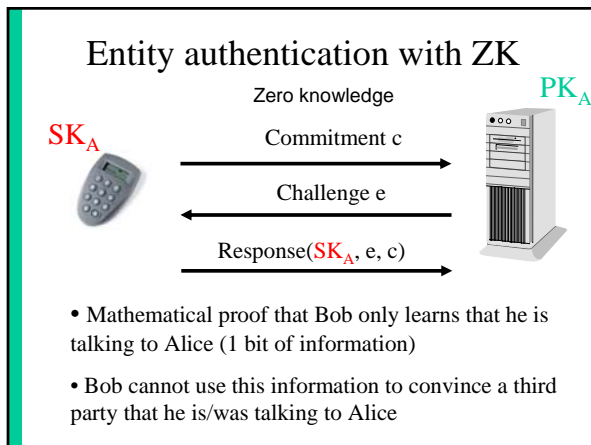 Entity authentication with ZK
Zero knowledge
PKA
SKA
Commitment c
Challenge e
Response(SKA, e, c)
• Mathematical proof that Bob only learns that he is
talking to Alice (1 bit of information)
• Bob cannot use this information to convince a third
party that he is/was talking to Alice